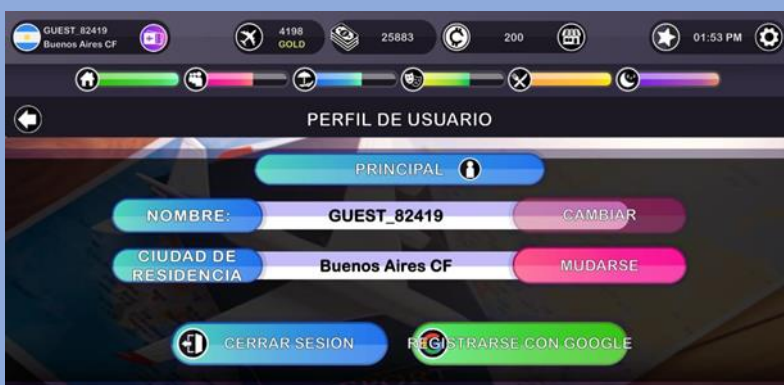 GUEST_82419
Buenos Aires CF
4198
GOLD
25883
200
01:53 PM
PERFIL DE USUARIO
PRINCIPAL
NOMBRE:
GUEST_82419
CAMBIAR
CIUDAD DE
RESIDENCIA
Buenos Aires CF
MUDARSE
CERRAR SESION
REGISTRARSE CON GOOGLE